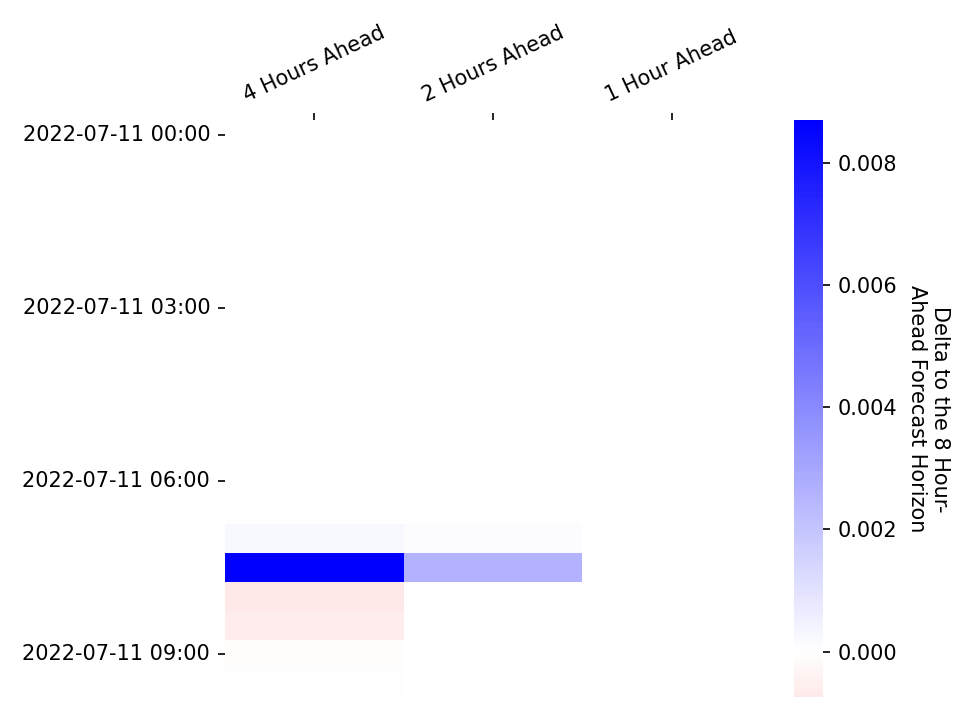 4 Hours Ahead
2 Hours Ahead
1 Hour Ahead
2022-07-11 00:00
2022-07-11 03:00
2022-07-11 06:00
2022-07-11 09:00
0.008
0.006
0.004
0.002
0.000
Delta to the 8 Hour-
Ahead Forecast Horizon